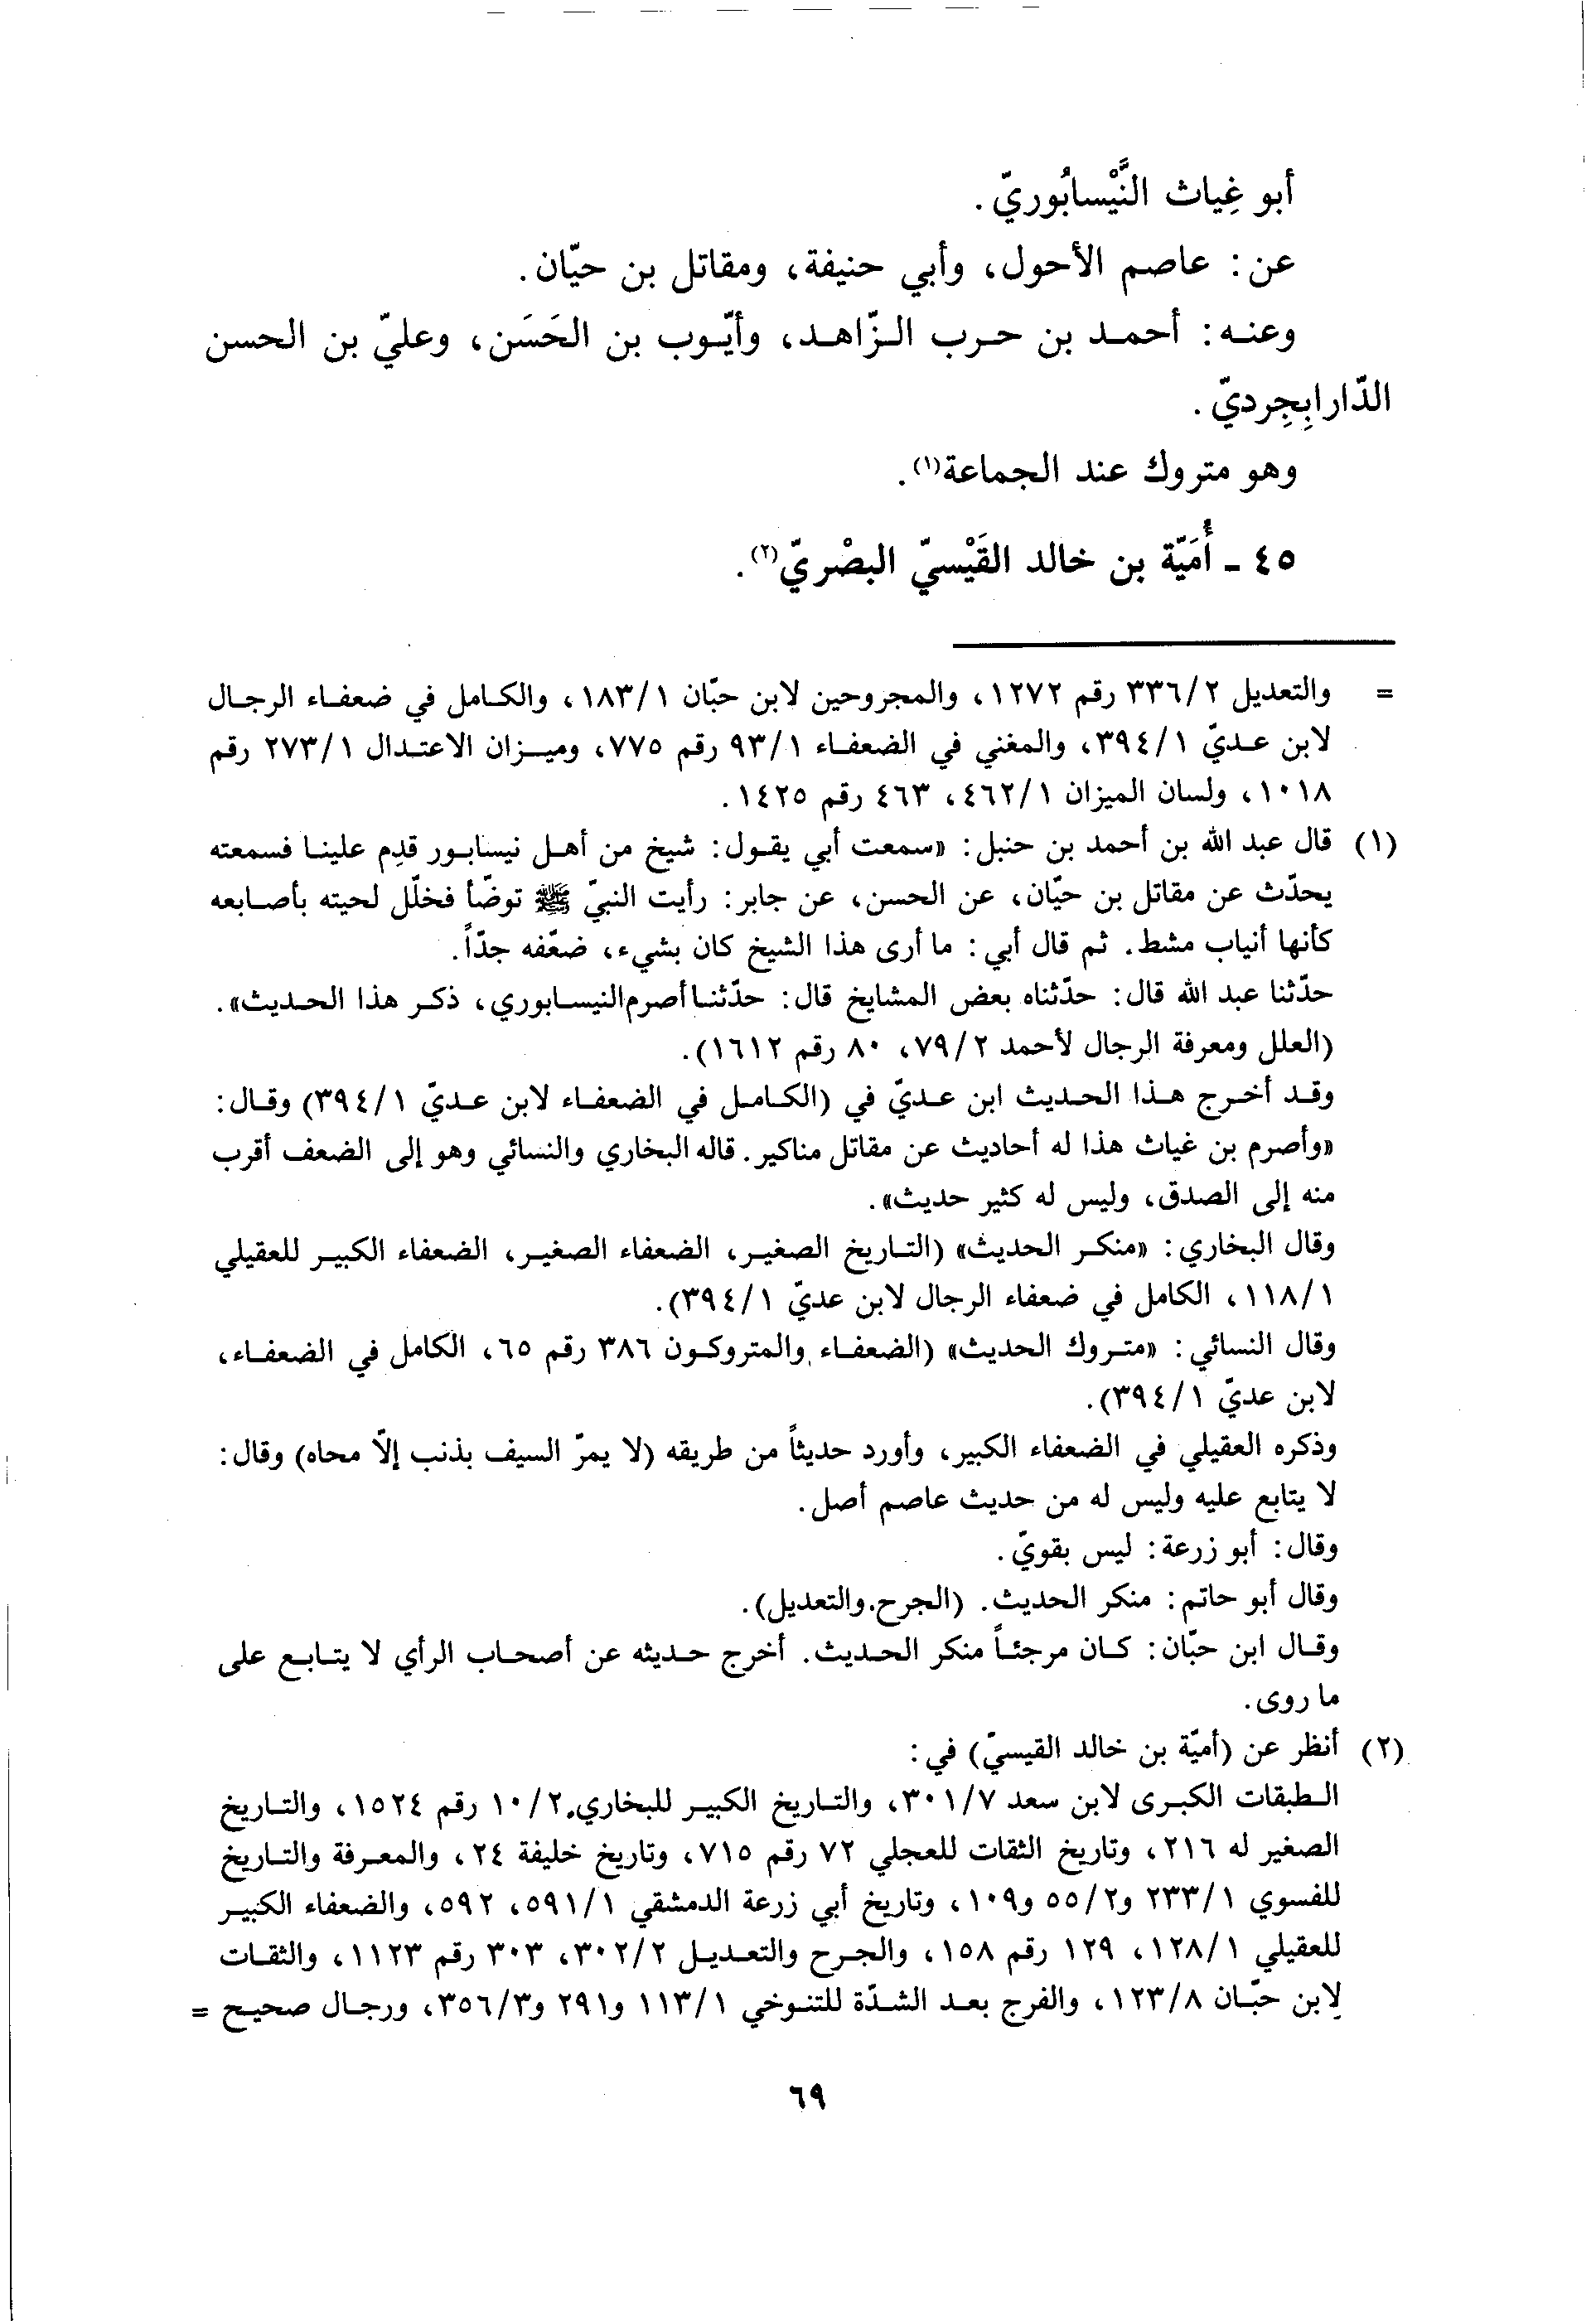 أبو غِياث النَّيْسابُوريّ.
عن: عاصم الأحول، وأبي حنيفة، ومقاتل بن حيّان.
وعنه: أحمد بن حرب الزّاهد، وأيّوب بن الحَسَن، وعليّ بن الحسن
الدّارابِجِرديّ.
وهو متروك عند الجماعة(١).
٤٥ - أُمَيّة بن خالد القَيْسيّ البصْريّ(٢).
= والتعديل ٣٣٦/٢ رقم ١٢٧٢، والمجروحين لابن حبّان ١٨٣/١، والكامل في ضعفاء الرجال
لابن عديّ ٣٩٤/١، والمغني في الضعفاء ٩٣/١ رقم ٧٧٥، وميزان الاعتدال ٢٧٣/١ رقم
١٠١٨، ولسان الميزان ٤٦٢/١، ٤٦٣ رقم ١٤٢٥.
(١) قال عبد الله بن أحمد بن حنبل: «سمعت أبي يقول: شيخ من أهل نيسابور قدِم علينا فسمعته
يحدّث عن مقاتل بن حيّان، عن الحسن، عن جابر: رأيت النبيّ ﷺ توضّأ فخلّل لحيته بأصابعه
كأنها أنياب مشط. ثم قال أبي: ما أرى هذا الشيخ كان بشيء، ضعّفه جدّاً.
حدّثنا عبد الله قال: حدّثناه بعض المشايخ قال: حدّثنا أصرم النيسابوري، ذكر هذا الحديث».
(العلل ومعرفة الرجال لأحمد ٧٩/٢، ٨٠ رقم ١٦١٢).
وقد أخرج هذا الحديث ابن عديّ في (الكامل في الضعفاء لابن عديّ ٣٩٤/١) وقال:
«وأصرم بن غياث هذا له أحاديث عن مقاتل مناكير. قاله البخاري والنسائي وهو إلى الضعف أقرب
منه إلى الصدق، وليس له كثير حديث».
وقال البخاري: «منكر الحديث» (التاريخ الصغير، الضعفاء الصغير، الضعفاء الكبير للعقيلي
١١٨/١، الكامل في ضعفاء الرجال لابن عديّ ٣٩٤/١).
وقال النسائي: «متروك الحديث» (الضعفاء والمتروكون ٣٨٦ رقم ٦٥، الكامل في الضعفاء،
لابن عديّ ٣٩٤/١).
وذكره العقيلي في الضعفاء الكبير، وأورد حديثاً من طريقه (لا يمرّ السيف بذنب إلّا محاه) وقال:
لا يتابع عليه وليس له من حديث عاصم أصل.
وقال: أبو زرعة: ليس بقويّ.
وقال أبو حاتم: منكر الحديث. (الجرح والتعديل).
وقال ابن حبّان: كان مرجئاً منكر الحديث. أخرج حديثه عن أصحاب الرأي لا يتابع على
ما روى.
(٢) أنظر عن (أميّة بن خالد القيسيّ) في:
الطبقات الكبرى لابن سعد ٣٠١/٧، والتاريخ الكبير للبخاري ١٠/٢ رقم ١٥٢٤، والتاريخ
الصغير له ٢١٦، وتاريخ الثقات للعجلي ٧٢ رقم ٧١٥، وتاريخ خليفة ٢٤، والمعرفة والتاريخ
للفسوي ٢٣٣/١ و٥٥/٢ و١٠٩، وتاريخ أبي زرعة الدمشقي ٥٩١/١، ٥٩٢، والضعفاء الكبير
للعقيلي ١٢٨/١، ١٢٩ رقم ١٥٨، والجرح والتعديل ٣٠٢/٢، ٣٠٣ رقم ١١٢٣، والثقات
لابن حبّان ١٢٣/٨، والفرج بعد الشدّة للتنوخي ١١٣/١ و٢٩١ و٣٥٦/٣، ورجال صحيح =
٦٩